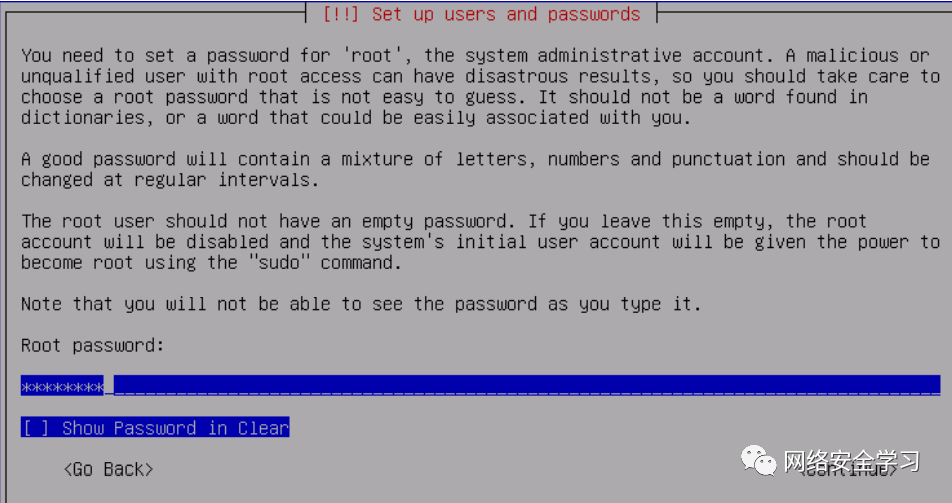 [!!] Set up users and passwords
You need to set a password for 'root', the system administrative account. A malicious or
unqualified user with root access can have disastrous results, so you should take care to
choose a root password that is not easy to guess. It should not be a word found in
dictionaries, or a word that could be easily associated with you.
A good password will contain a mixture of letters, numbers and punctuation and should be
changed at regular intervals.
The root user should not have an empty password. If you leave this empty, the root
account will be disabled and the system's initial user account will be given the power to
become root using the "sudo" command.
Note that you will not be able to see the password as you type it.
Root password:
********
[ ] Show Password in Clear
<Go Back> <Continue>
网络安全学习